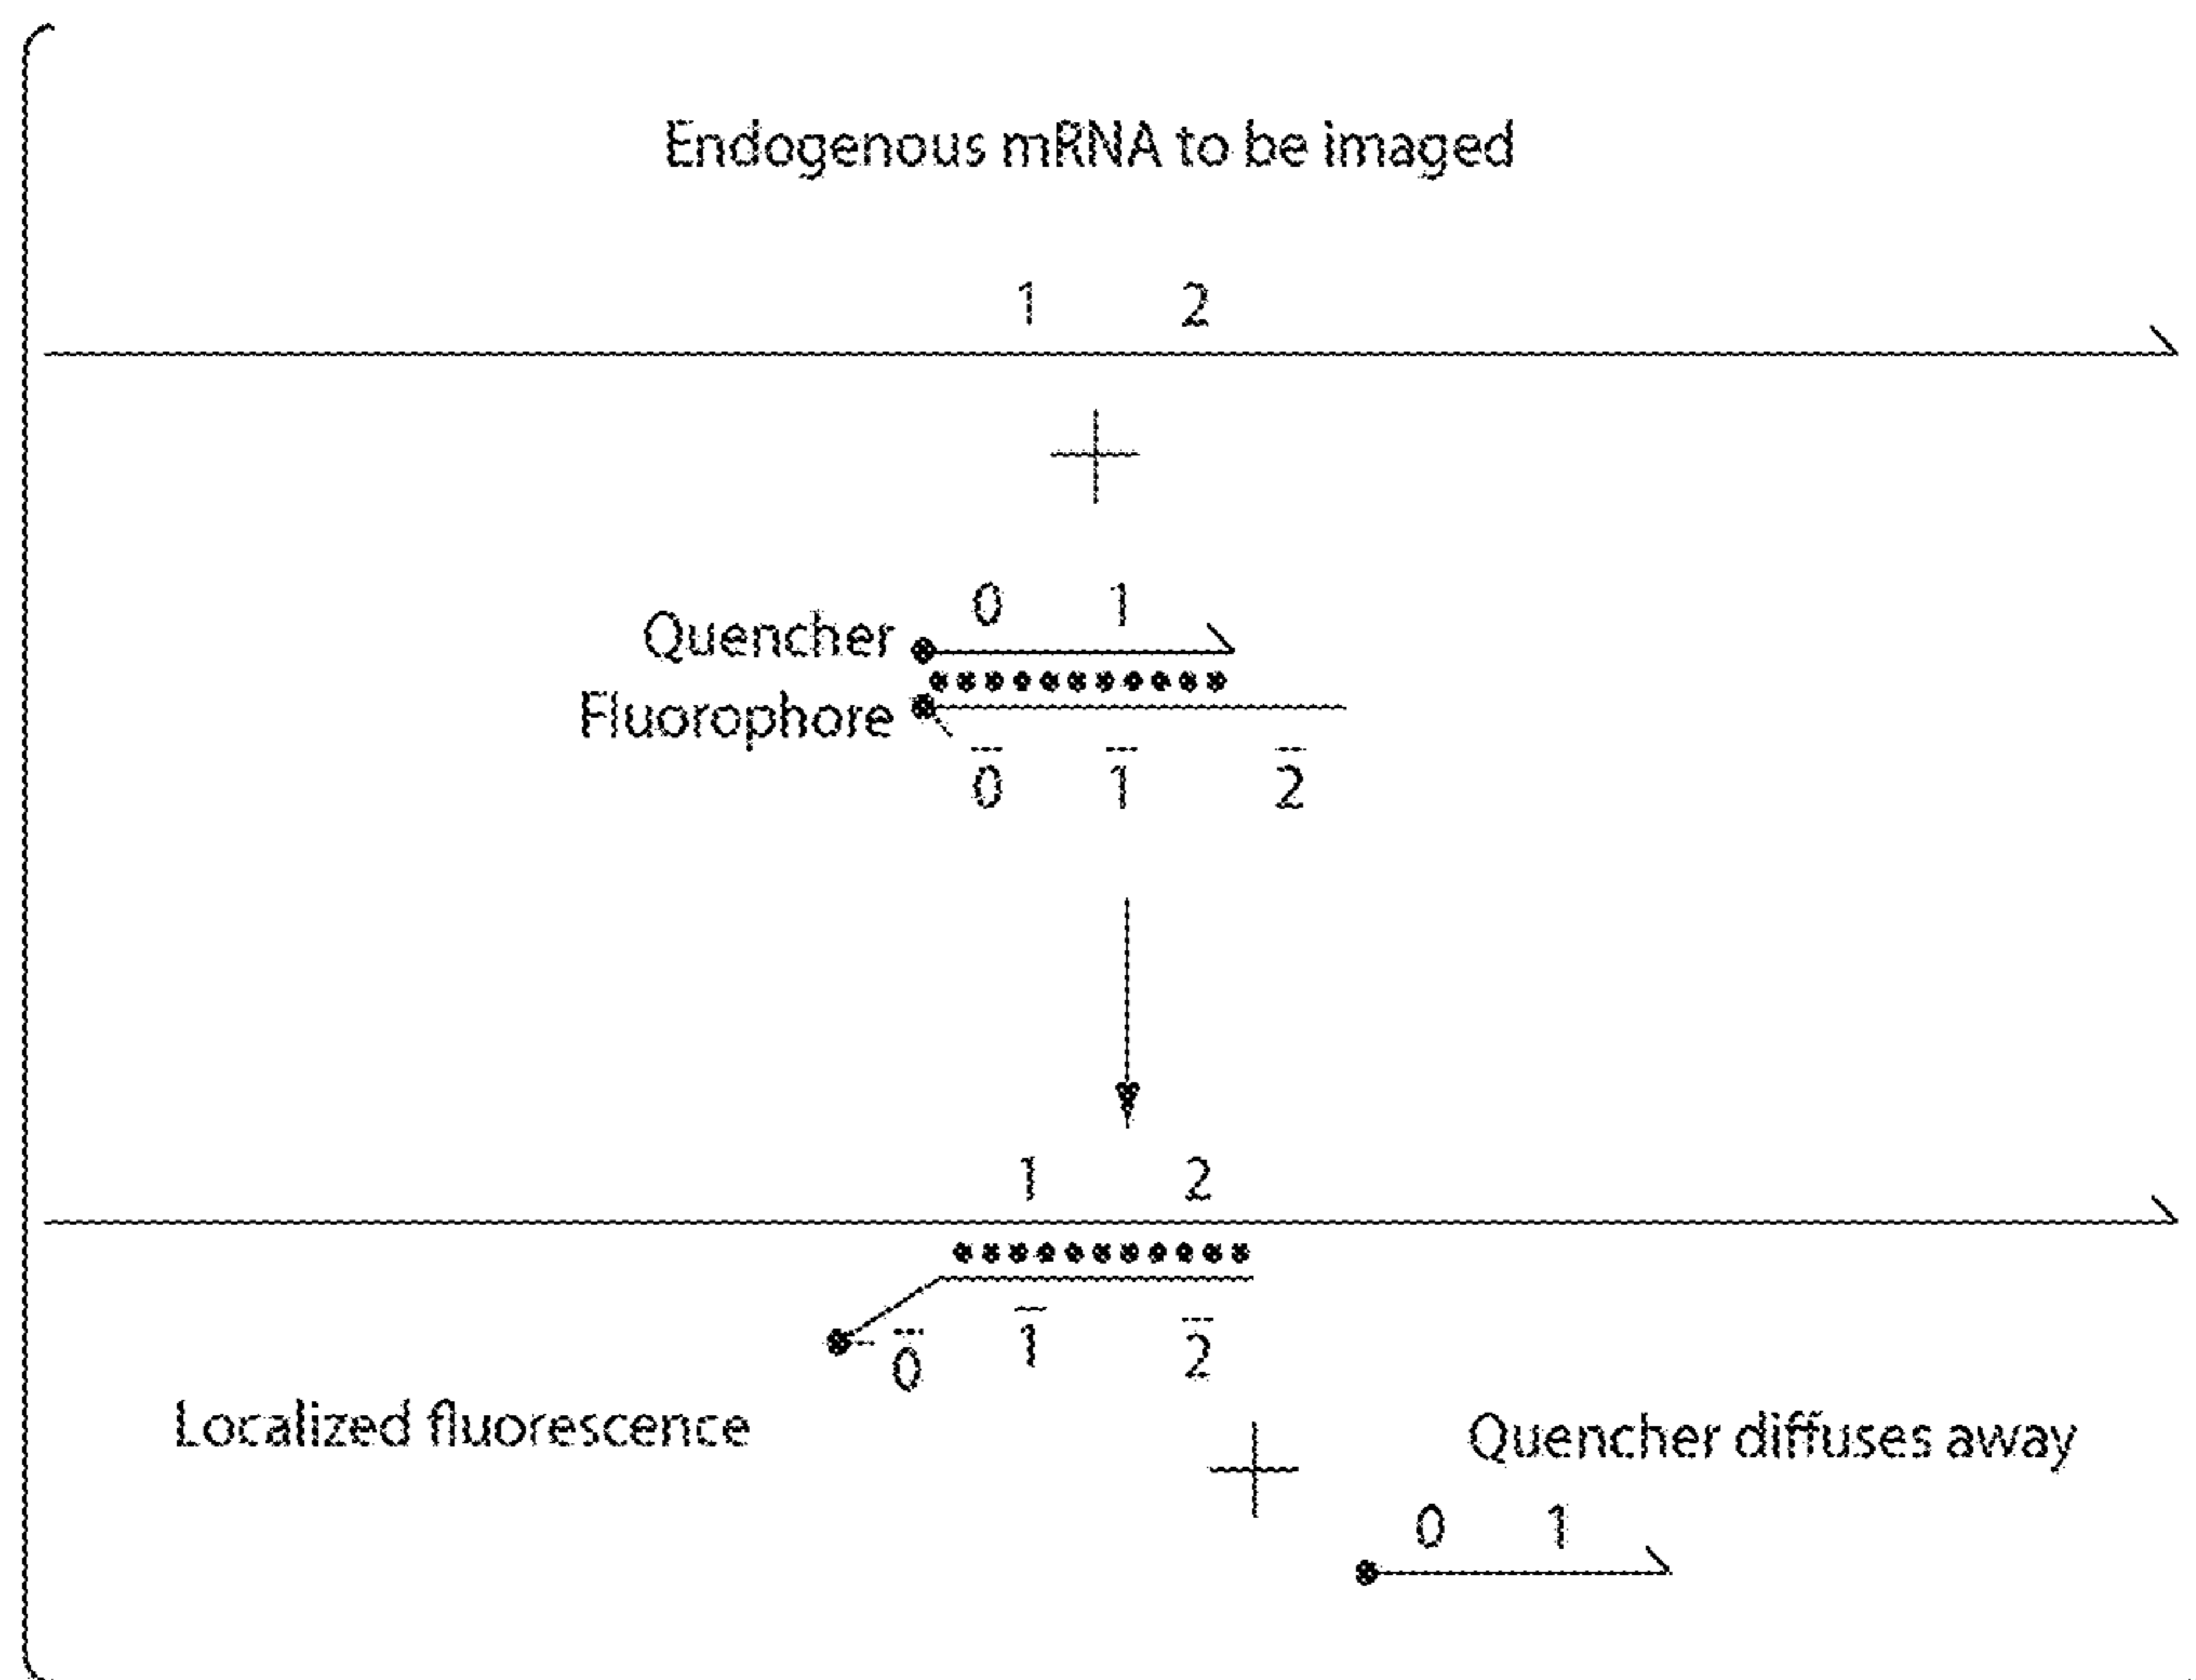 Endogenous mRNA to be imaged
1 2
0 1
Quencher
Fluorophore
0̅ 1̅ 2̅
1 2
0̅ 1̅ 2̅
Localized fluorescence
Quencher diffuses away
0 1